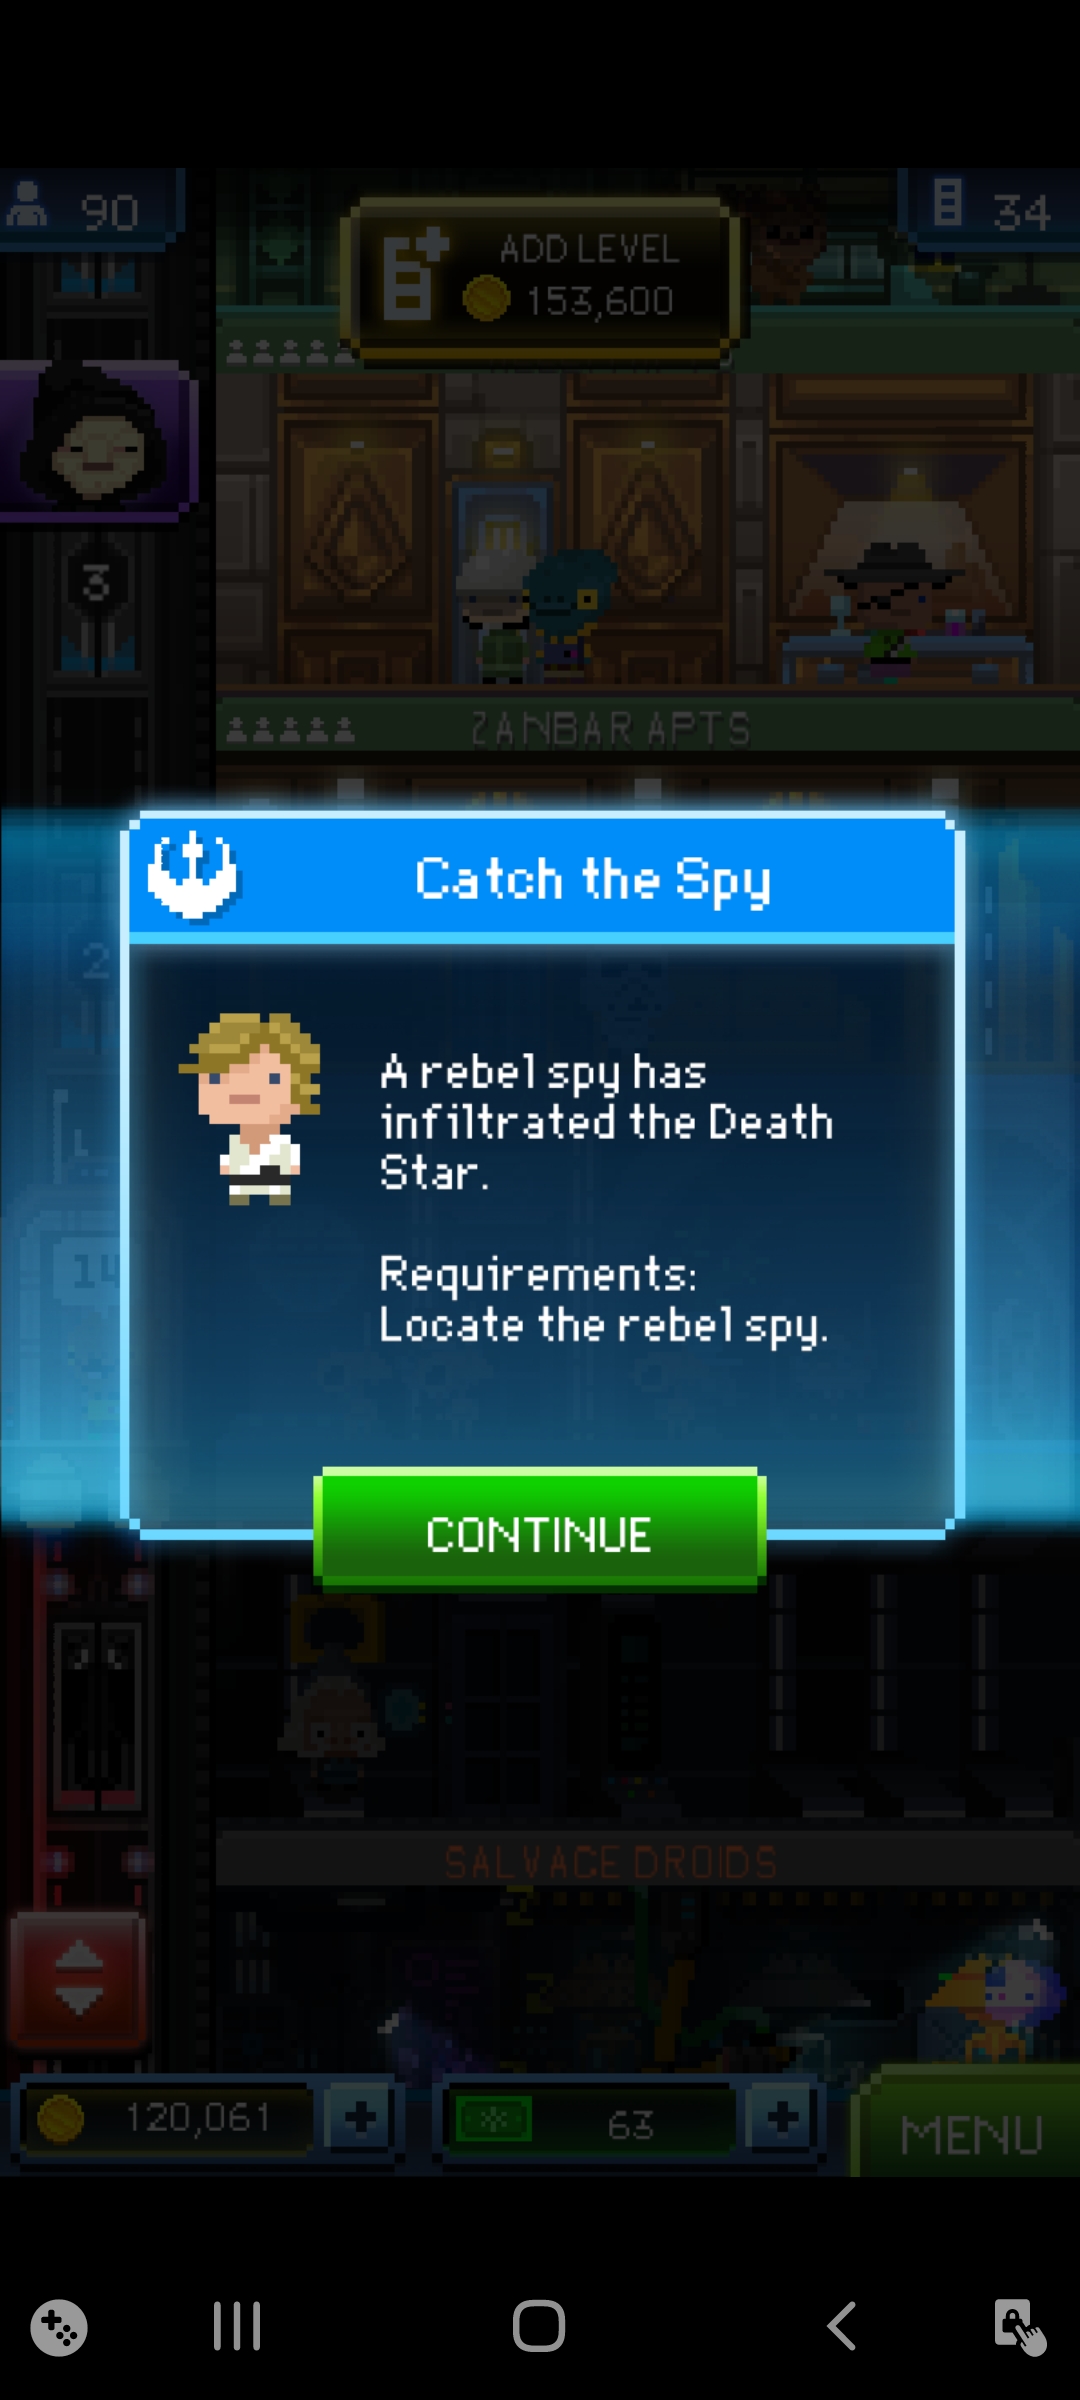 90
ADD LEVEL
153,600
34
3
ZANBAR APTS
Catch the Spy
2
A rebel spy has
infiltrated the Death
Star.
Requirements:
Locate the rebel spy.
CONTINUE
SALVAGE DROIDS
120,061
63
MENU